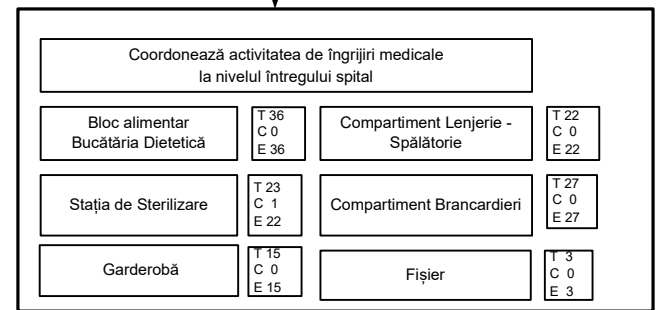 Coordonează activitatea de îngrijiri medicale
la nivelul întregului spital
Bloc alimentar
Bucătăria Dietetică
T 36
C 0
E 36
Compartiment Lenjerie -
Spălătorie
T 22
C 0
E 22
Stația de Sterilizare
T 23
C 1
E 22
Compartiment Brancardieri
T 27
C 0
E 27
Garderobă
T 15
C 0
E 15
Fișier
T 3
C 0
E 3